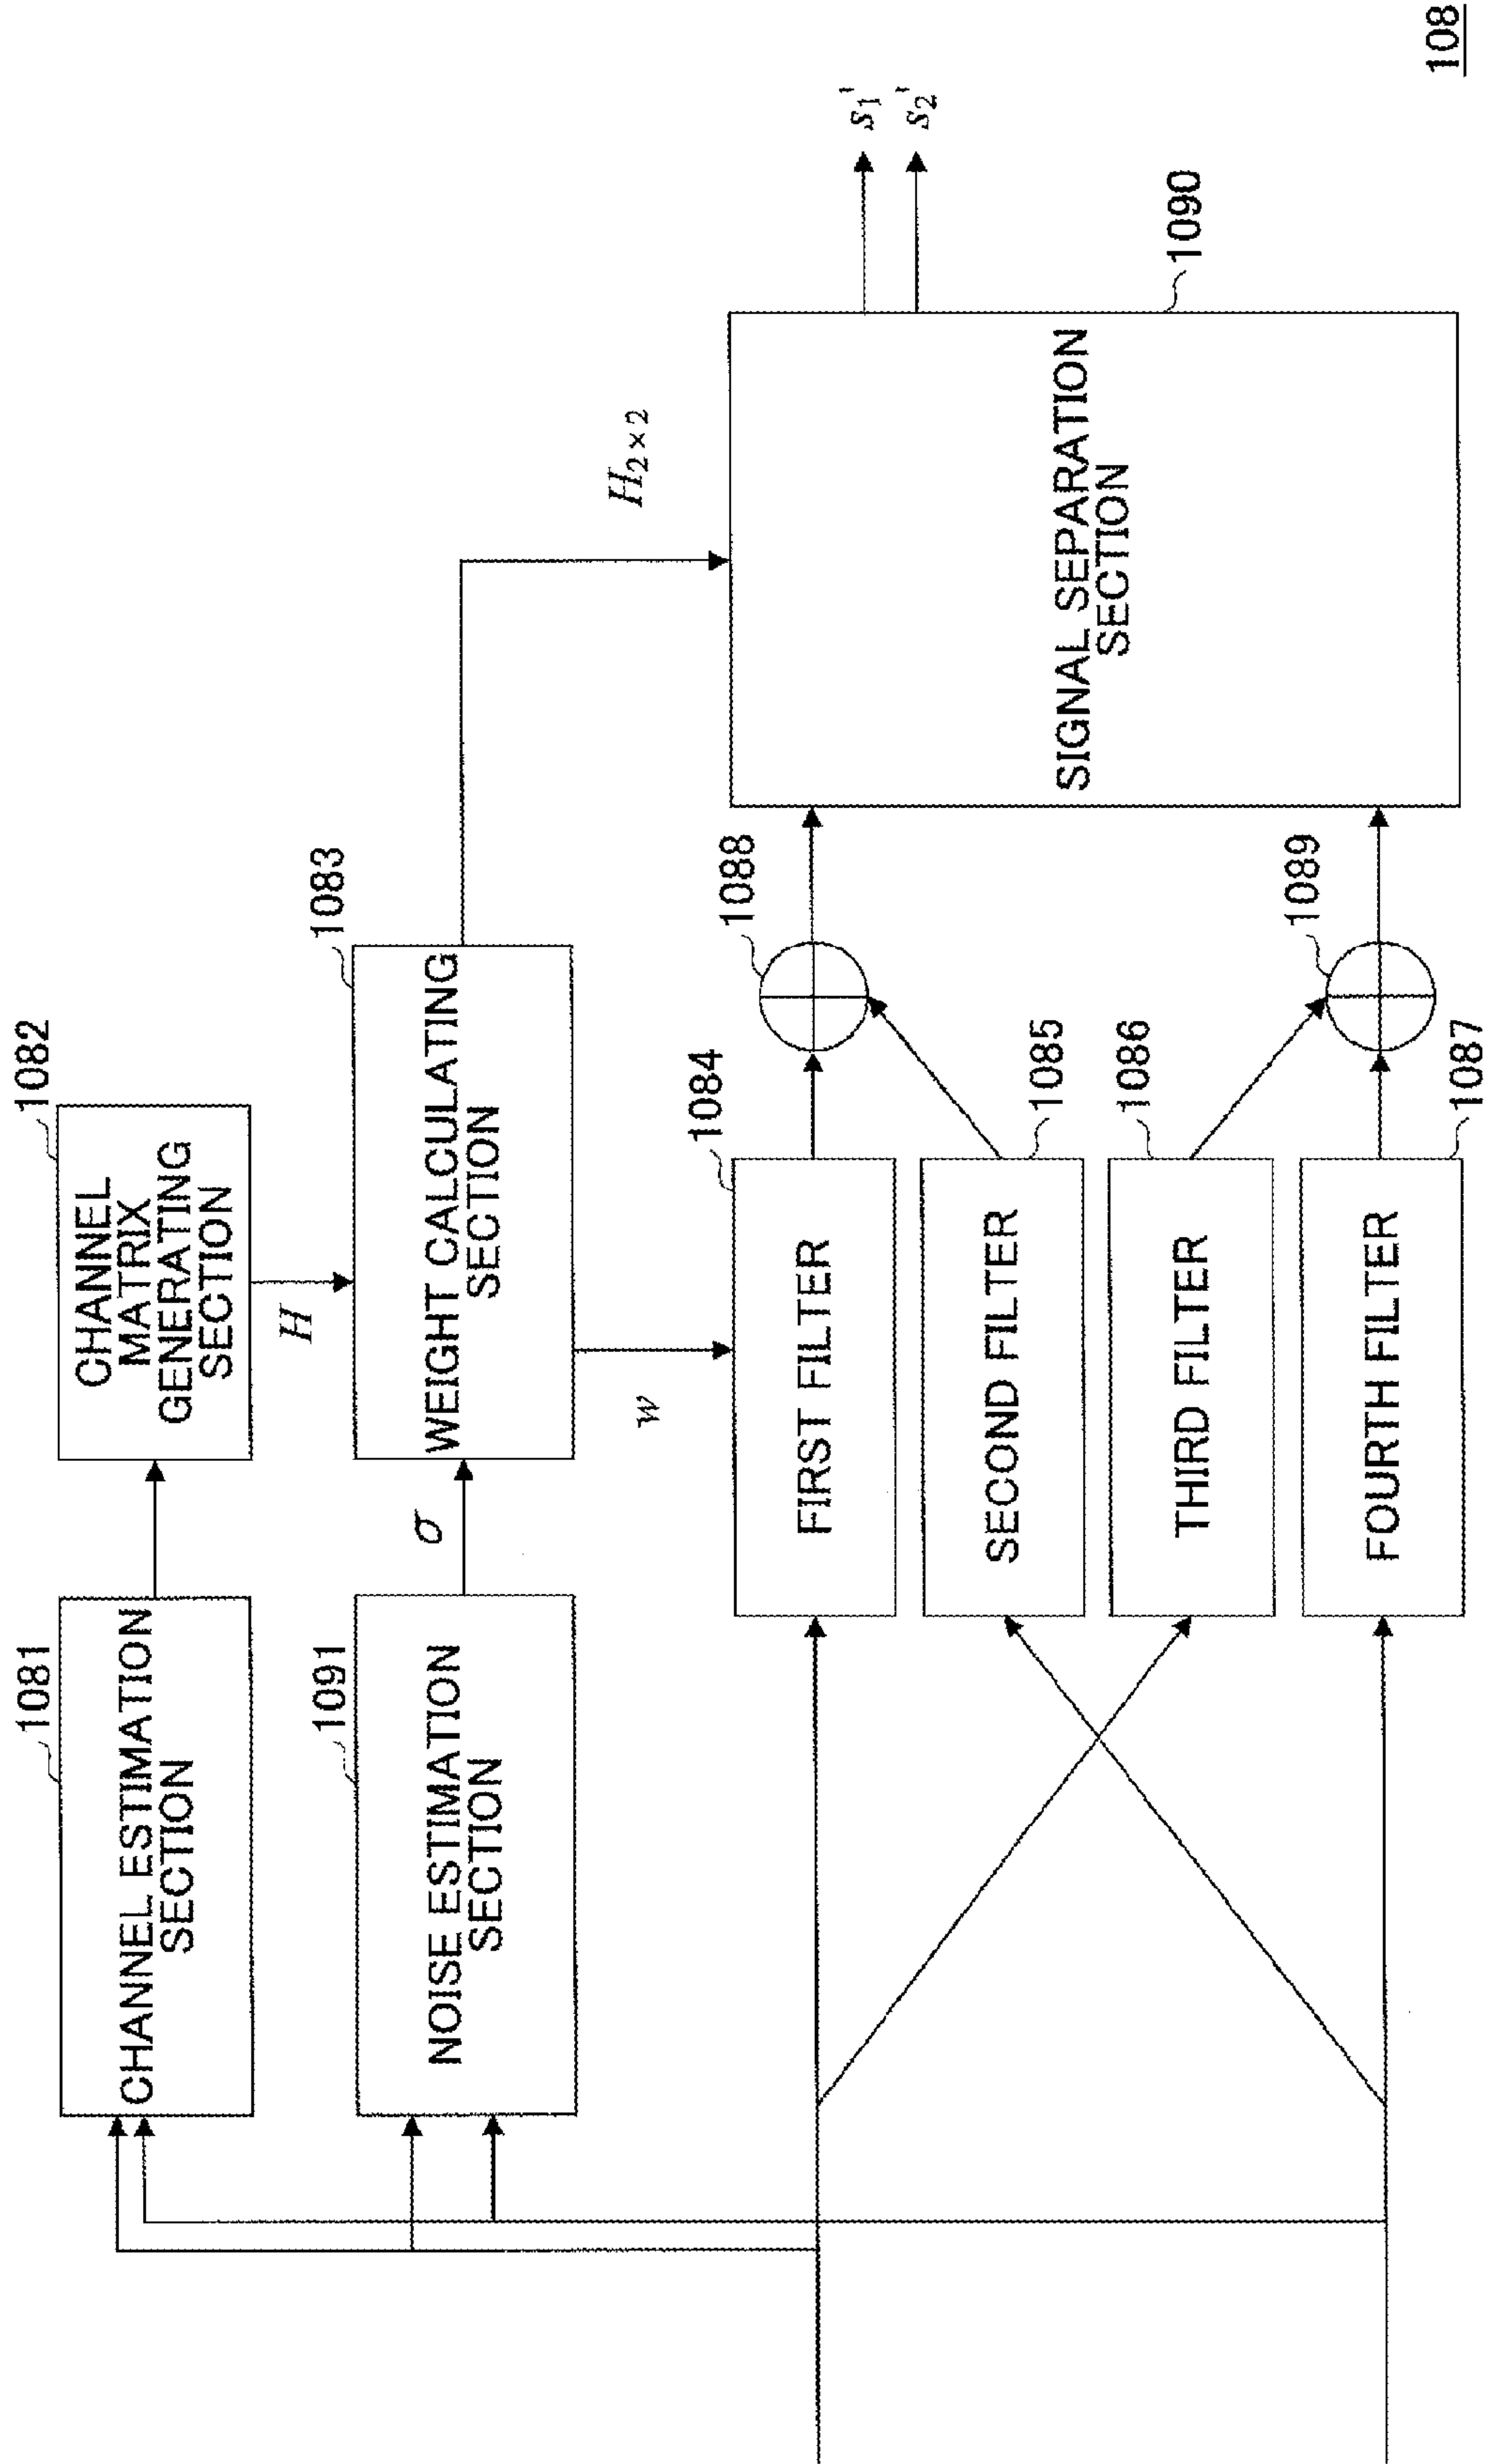 1081
CHANNEL ESTIMATION
SECTION
1082
CHANNEL
MATRIX
GENERATING
SECTION
H
1091
NOISE ESTIMATION
SECTION
σ
1083
WEIGHT CALCULATING
SECTION
w
H2×2
1084
FIRST FILTER
1085
SECOND FILTER
1086
THIRD FILTER
1087
FOURTH FILTER
1088
1089
SIGNAL SEPARATION
SECTION
1090
s1'
s2'
108